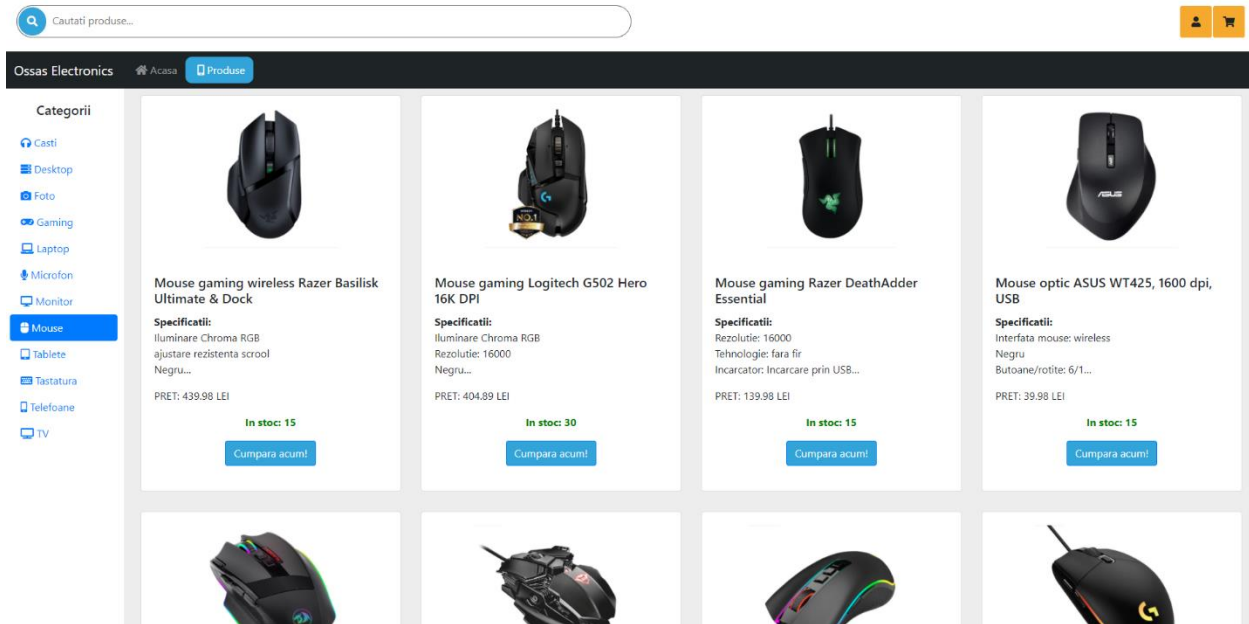 Cautati produse...
Ossas Electronics
Acasa
Produse
Categorii
Casti
Desktop
Foto
Gaming
Laptop
Microfon
Monitor
Mouse
Tablete
Tastatura
Telefoane
TV
Mouse gaming wireless Razer Basilisk
Ultimate & Dock
Specificatii:
Iluminare Chroma RGB
ajustare rezistenta scrool
Negru...
PRET: 439.98 LEI
In stoc: 15
Cumpara acum!
NO.1
Mouse gaming Logitech G502 Hero
16K DPI
Specificatii:
Iluminare Chroma RGB
Rezolutie: 16000
Negru...
PRET: 404.89 LEI
In stoc: 30
Cumpara acum!
Mouse gaming Razer DeathAdder
Essential
Specificatii:
Rezolutie: 16000
Tehnologie: fara fir
Incarcator: Incarcare prin USB...
PRET: 139.98 LEI
In stoc: 15
Cumpara acum!
ASUS
Mouse optic ASUS WT425, 1600 dpi,
USB
Specificatii:
Interfata mouse: wireless
Negru
Butoane/rotite: 6/1...
PRET: 39.98 LEI
In stoc: 15
Cumpara acum!